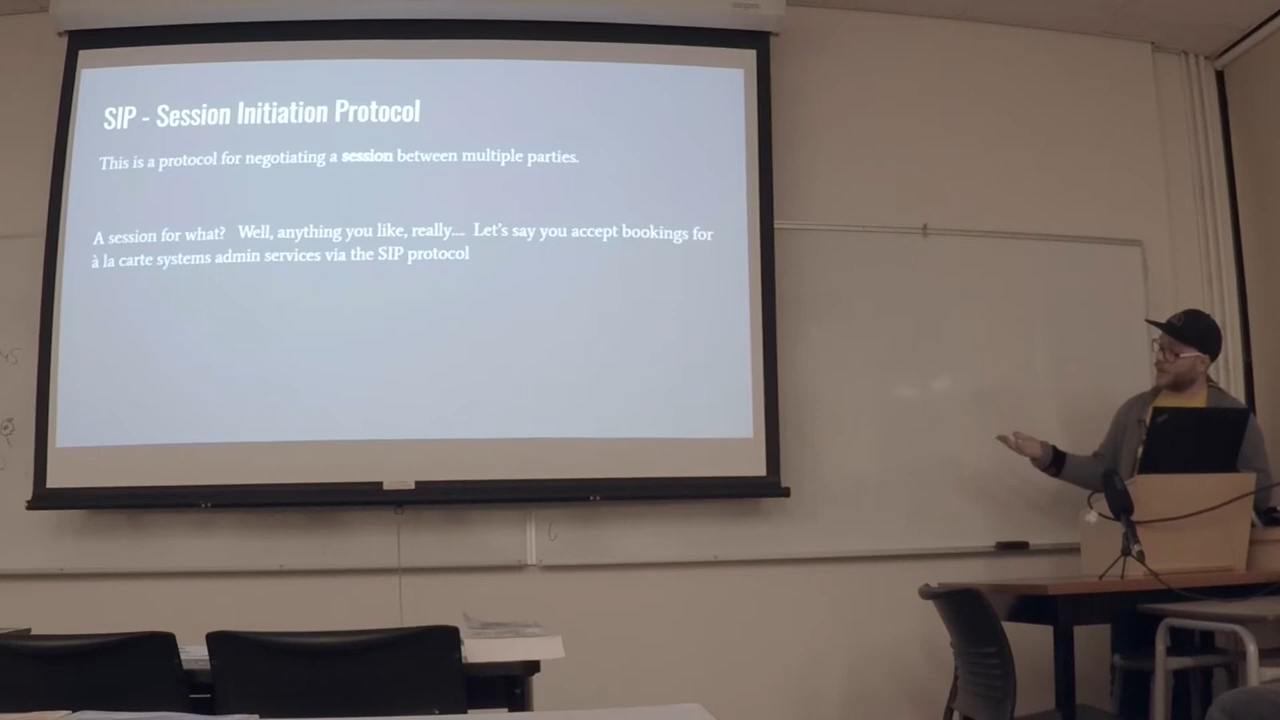 SIP - Session Initiation Protocol
This is a protocol for negotiating a session between multiple parties.
A session for what? Well, anything you like, really.... Let's say you accept bookings for
à la carte systems admin services via the SIP protocol